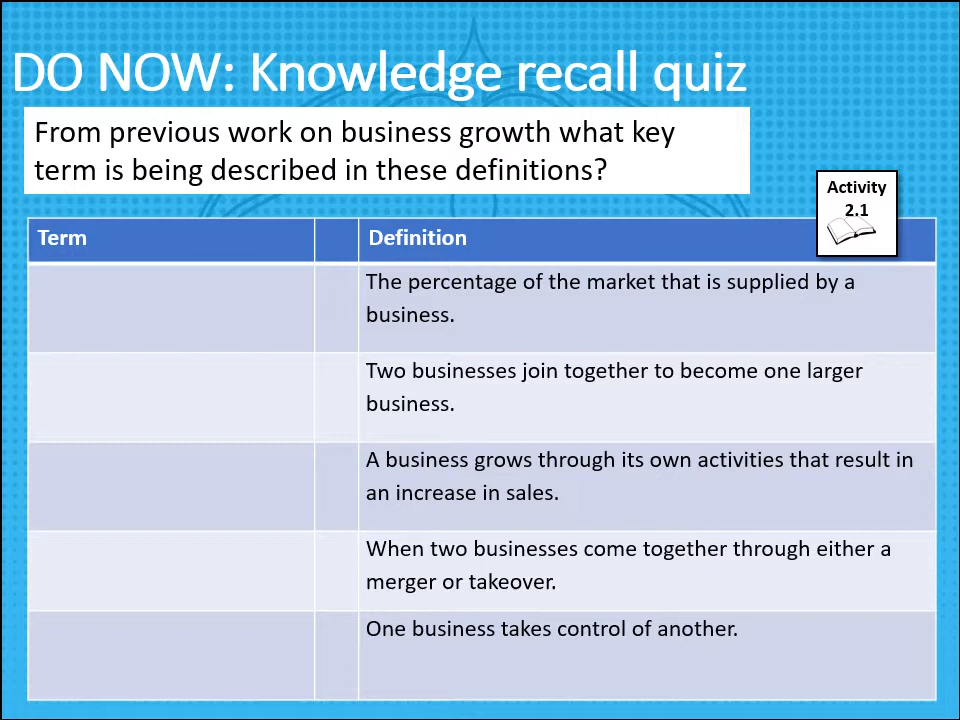 DO NOW: Knowledge recall quiz
From previous work on business growth what key
term is being described in these definitions?
Activity
2.1
Term
Definition
The percentage of the market that is supplied by a
business.
Two businesses join together to become one larger
business.
A business grows through its own activities that result in
an increase in sales.
When two businesses come together through either a
merger or takeover.
One business takes control of another.